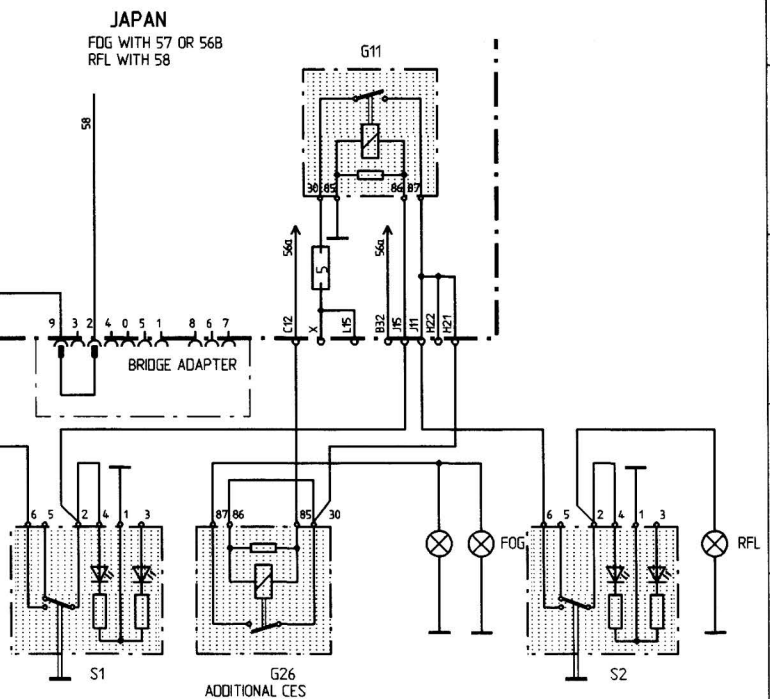 JAPAN
FOG WITH 57 OR 56B
RFL WITH 58
G11
58
30 85 86 87
56a 5 56a
C12 X L15 B32 J15 J11 H22 H21
9 3 2 4 0 5 1 8 6 7
BRIDGE ADAPTER
6 5 2 4 1 3
87 86 85 30
6 5 2 4 1 3
FOG
RFL
S1
G26
S2
ADDITIONAL CES